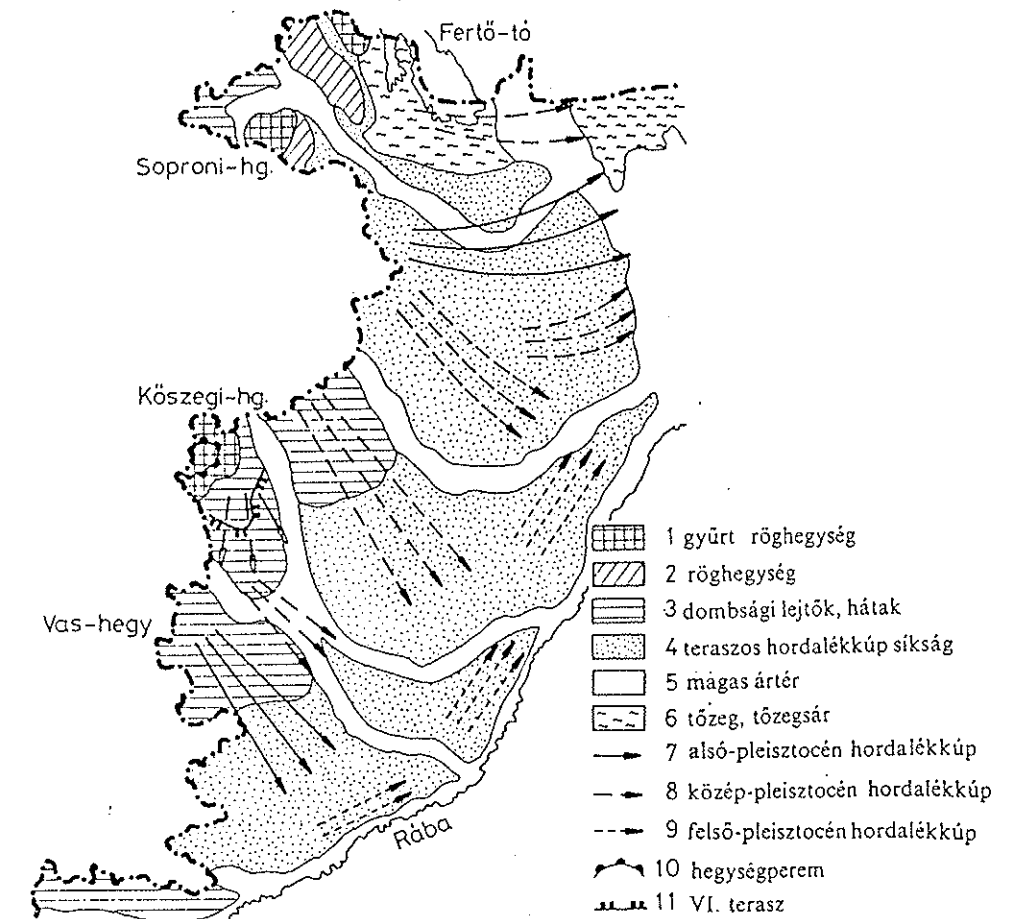 Fertő-tó
Soproni-hg.
Kőszegi-hg.
Vas-hegy
Rába
1 gyűrt röghegység
2 röghegység
3 dombsági lejtők, hátak
4 teraszos hordalékkúp síkság
5 magas ártér
6 tőzeg, tőzegsár
7 alsó-pleisztocén hordalékkúp
8 közép-pleisztocén hordalékkúp
9 felső-pleisztocén hordalékkúp
10 hegységperem
11 VI. terasz